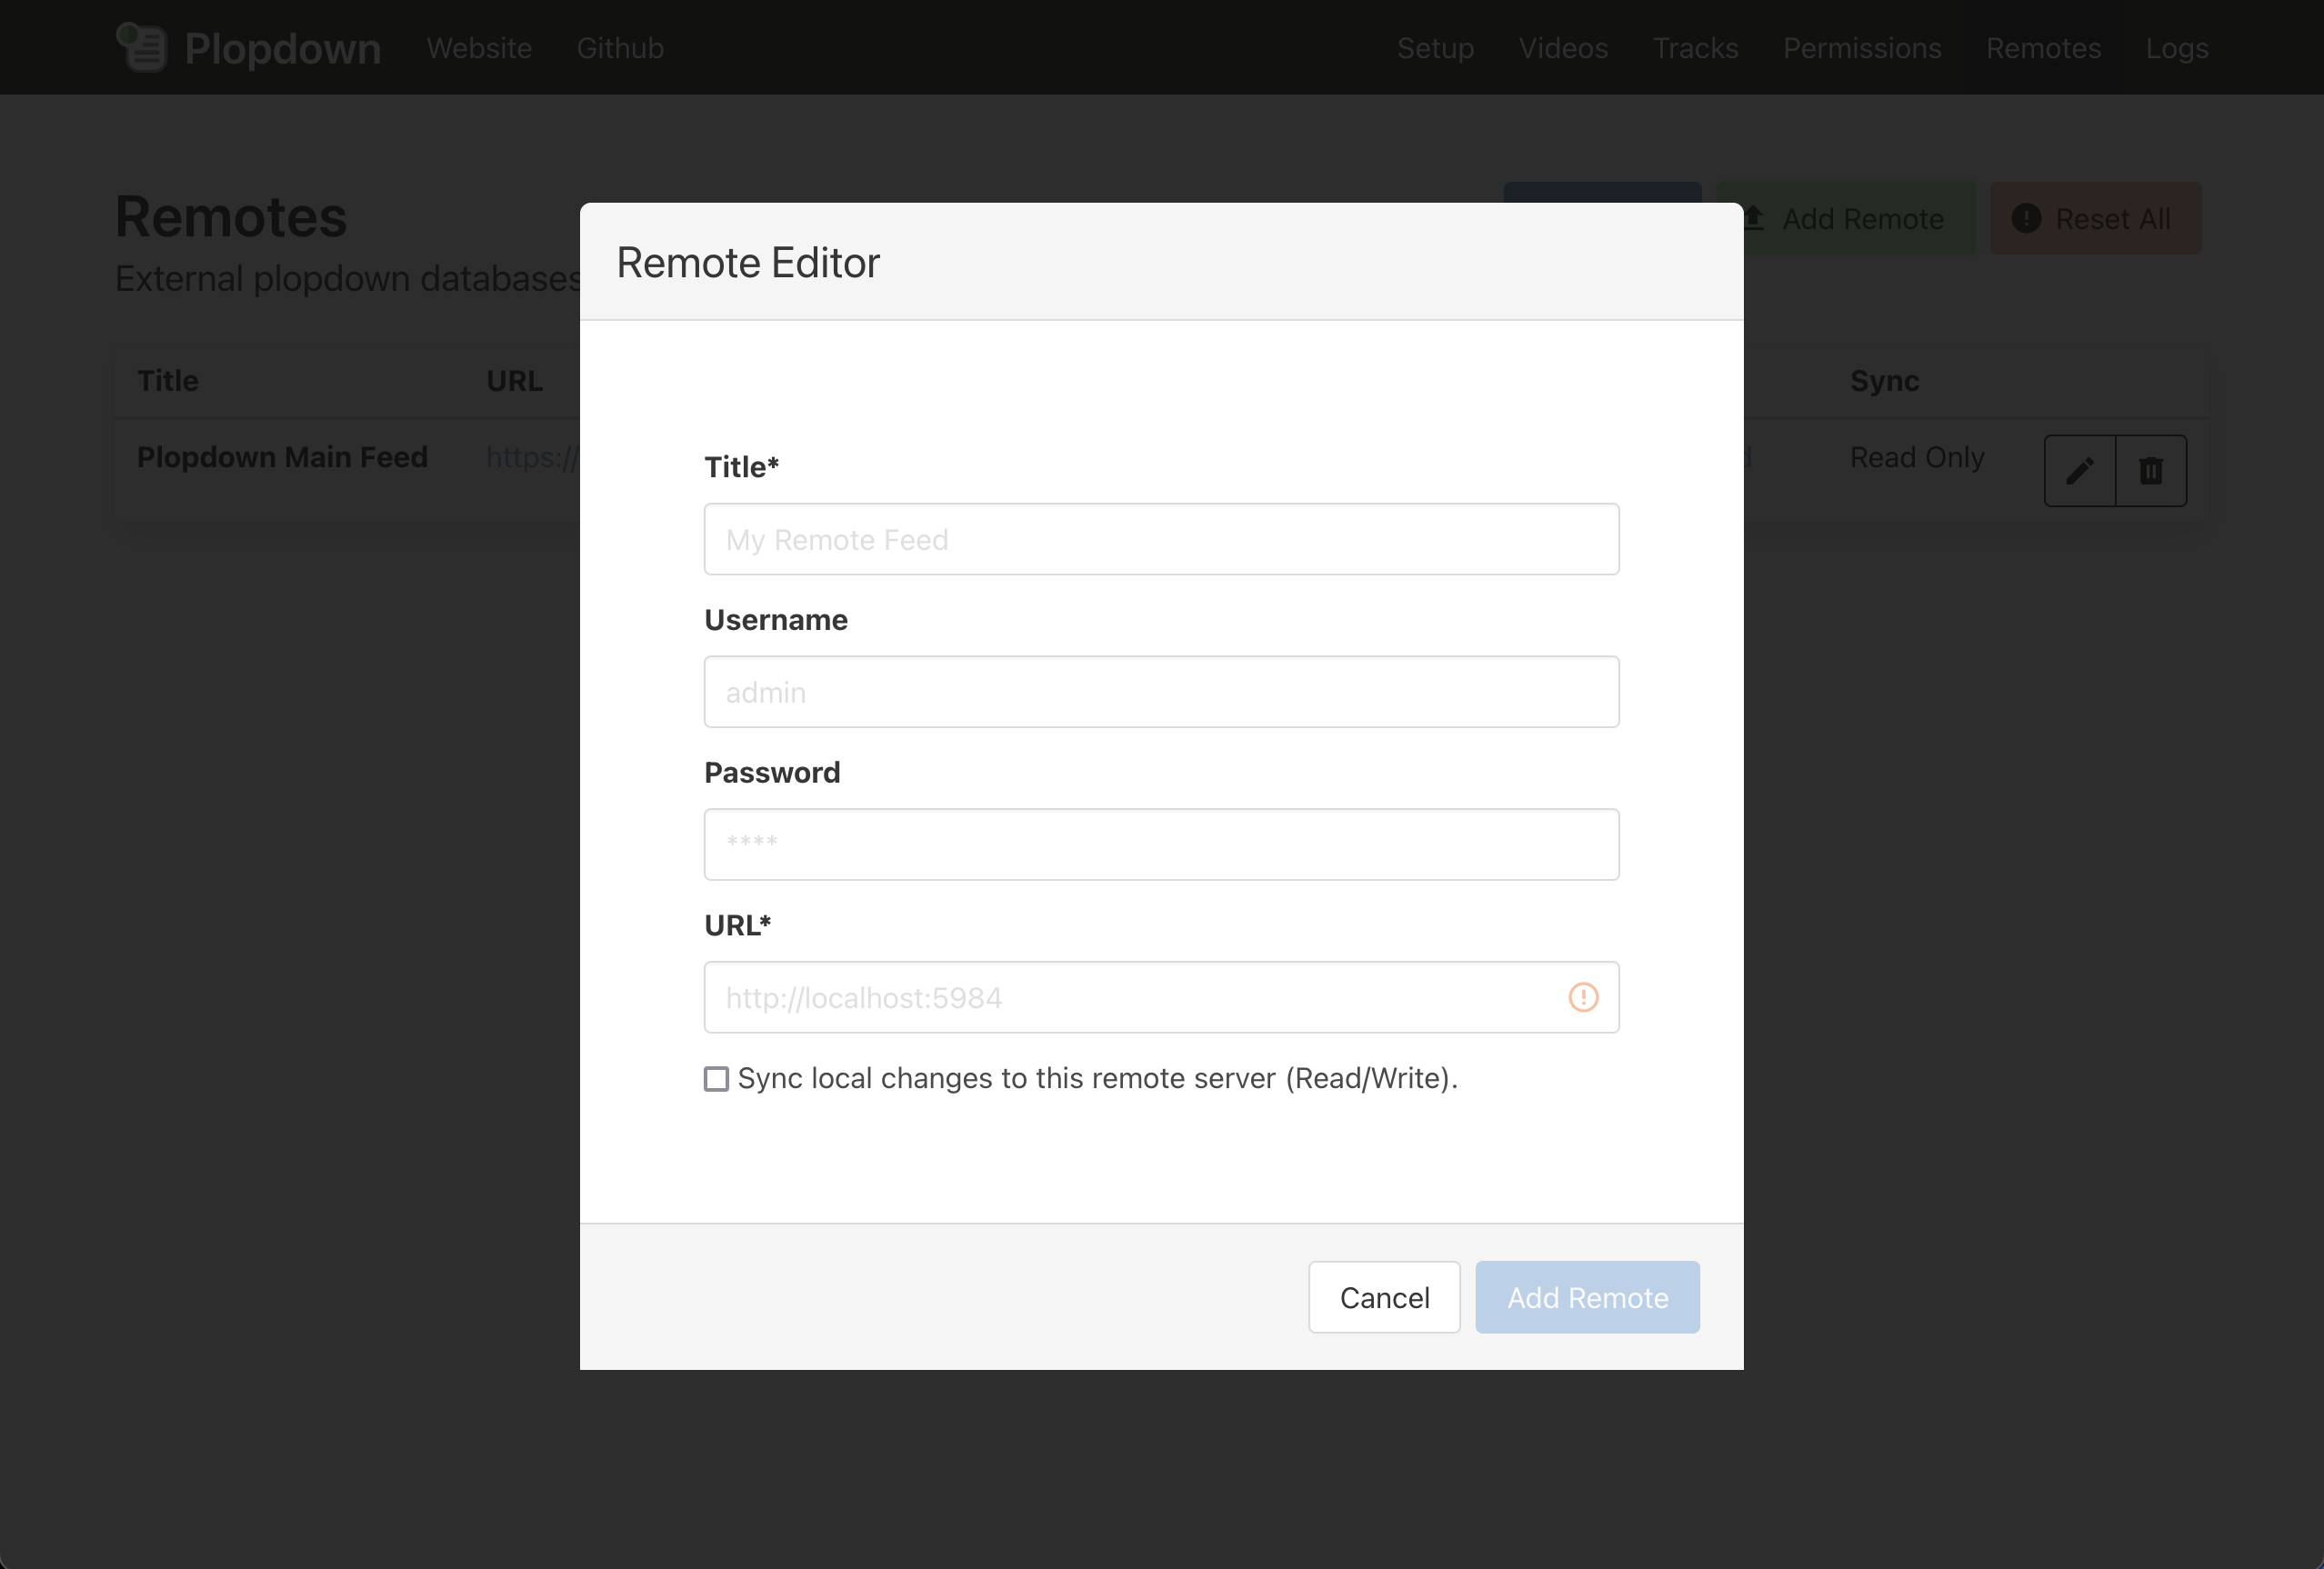 Plopdown Website Github Setup Videos Tracks Permissions Remotes Logs
Remotes
External plopdown databases
Add Remote
Reset All
Title URL Sync
Plopdown Main Feed https:// Read Only
Remote Editor
Title*
My Remote Feed
Username
admin
Password
****
URL*
http://localhost:5984
Sync local changes to this remote server (Read/Write).
Cancel
Add Remote